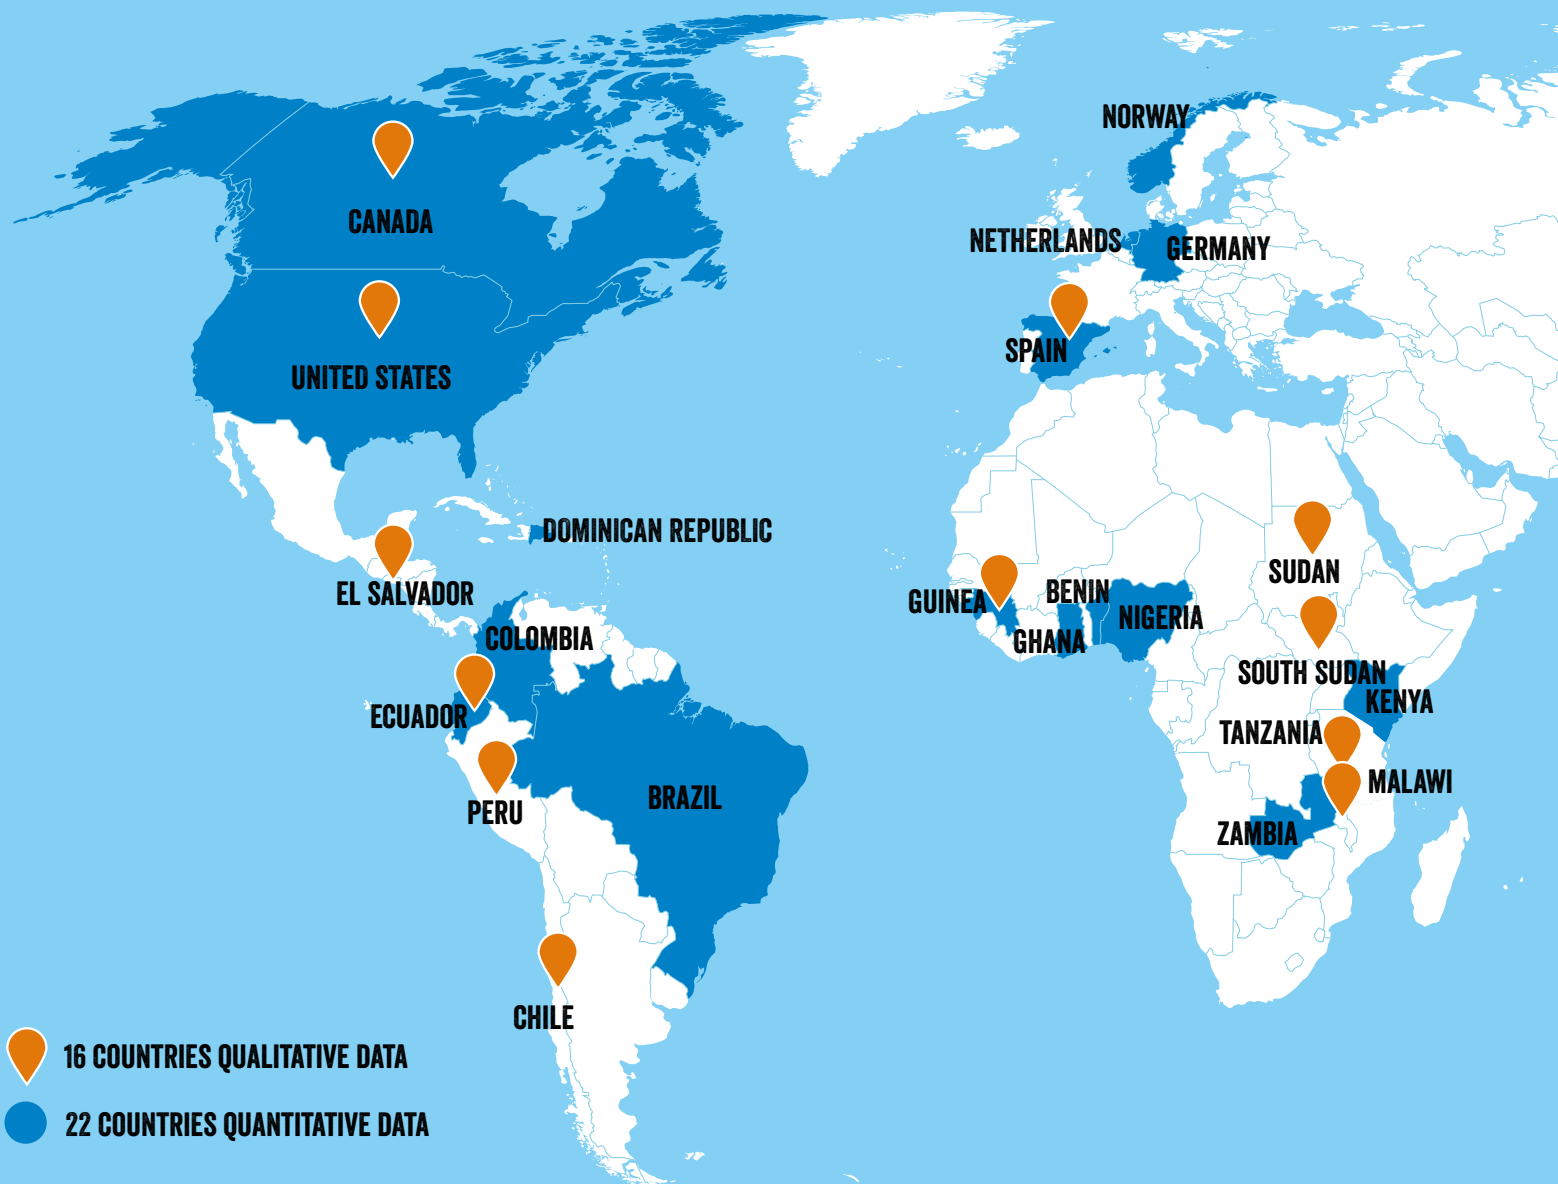 NORWAY
CANADA
NETHERLANDS
GERMANY
SPAIN
UNITED STATES
DOMINICAN REPUBLIC
SUDAN
EL SALVADOR
GUINEA
BENIN
NIGERIA
COLOMBIA
GHANA
SOUTH SUDAN
KENYA
ECUADOR
TANZANIA
MALAWI
BRAZIL
PERU
ZAMBIA
CHILE
16 COUNTRIES QUALITATIVE DATA
22 COUNTRIES QUANTITATIVE DATA